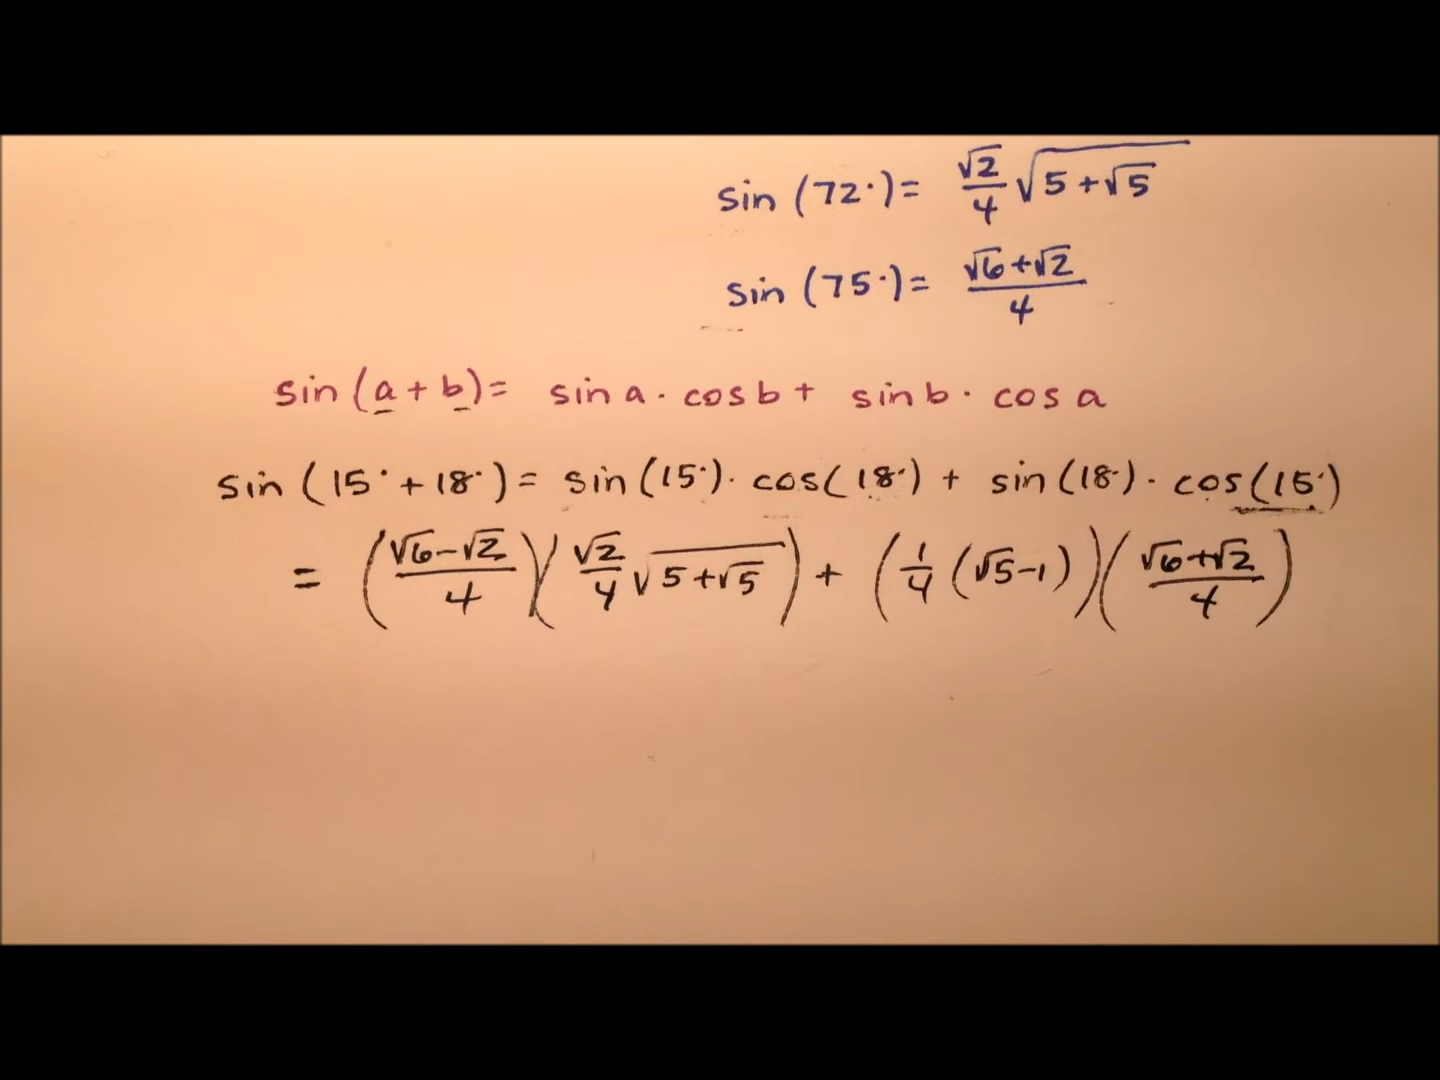 sin (72°) = √2/4 √(5+√5)
sin (75°) = (√6+√2)/4
sin (a + b) = sin a · cos b + sin b · cos a
sin (15° + 18°) = sin (15°) · cos (18°) + sin (18°) · cos (15°)
= ((√6-√2)/4)(√2/4 √(5+√5)) + (1/4 (√5-1))((√6+√2)/4)